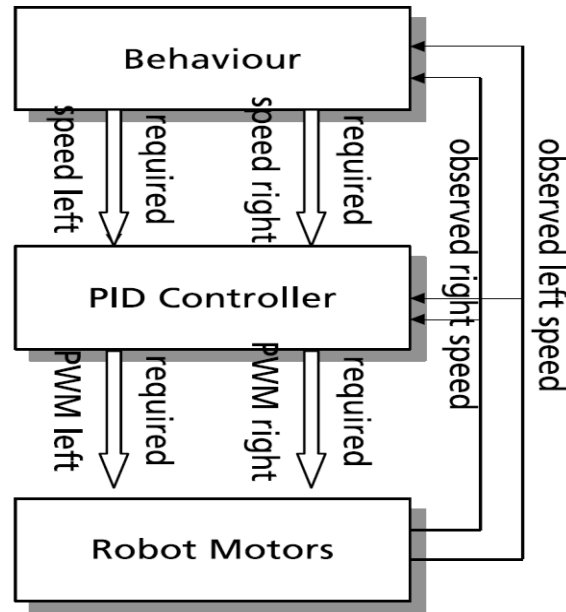 Behaviour
required
speed left
required
speed right
PID Controller
required
PWM left
required
PWM right
Robot Motors
observed right speed
observed left speed